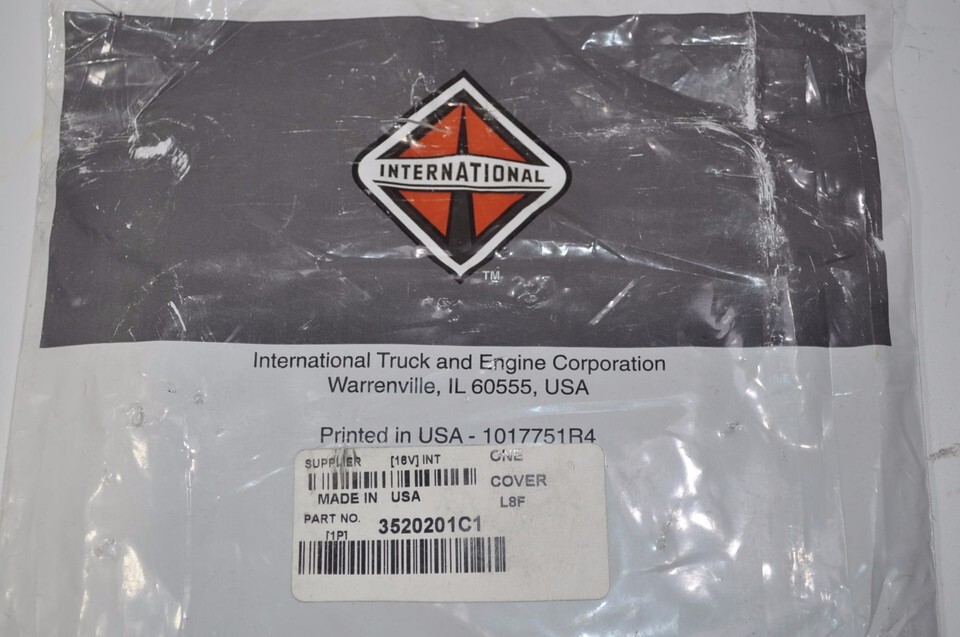 INTERNATIONAL
TM
International Truck and Engine Corporation
Warrenville, IL 60555, USA
Printed in USA - 1017751R4
SUPPLIER [16V] INT ONE
COVER
MADE IN USA L8F
PART NO. 3520201C1
[1P]